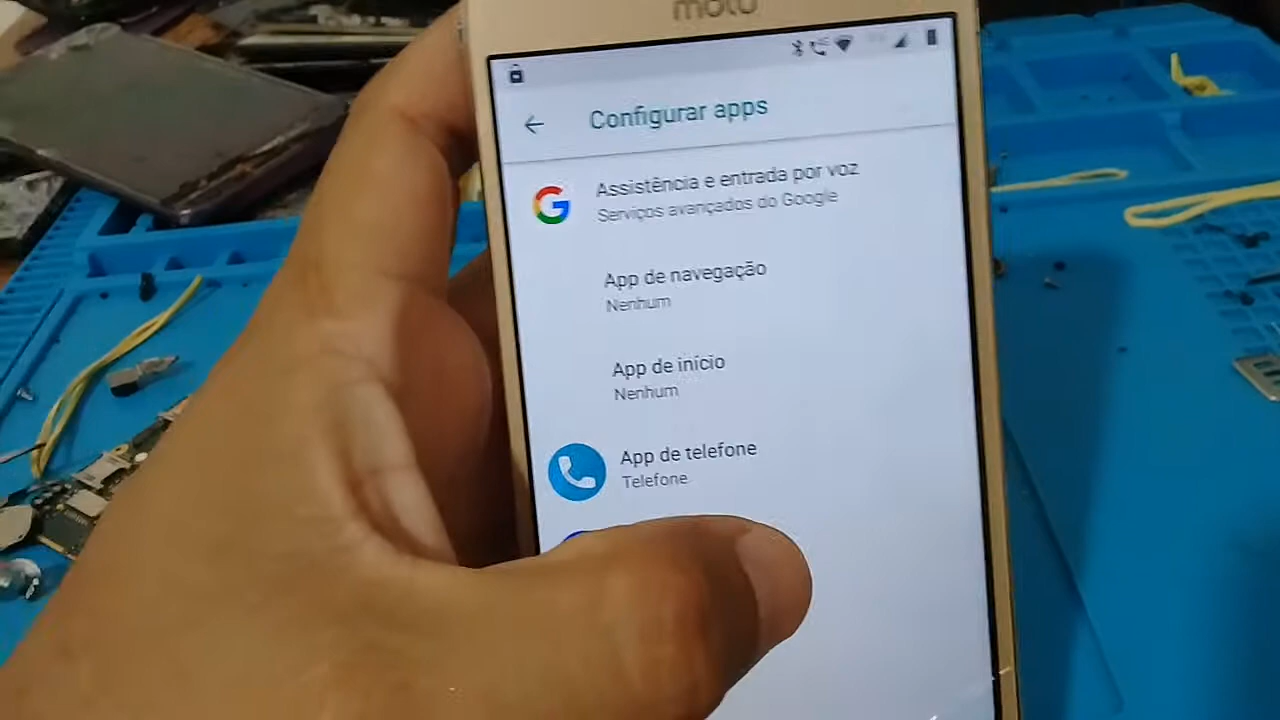 moto
Configurar apps
Assistência e entrada por voz
Serviços avançados do Google
App de navegação
Nenhum
App de início
Nenhum
App de telefone
Telefone